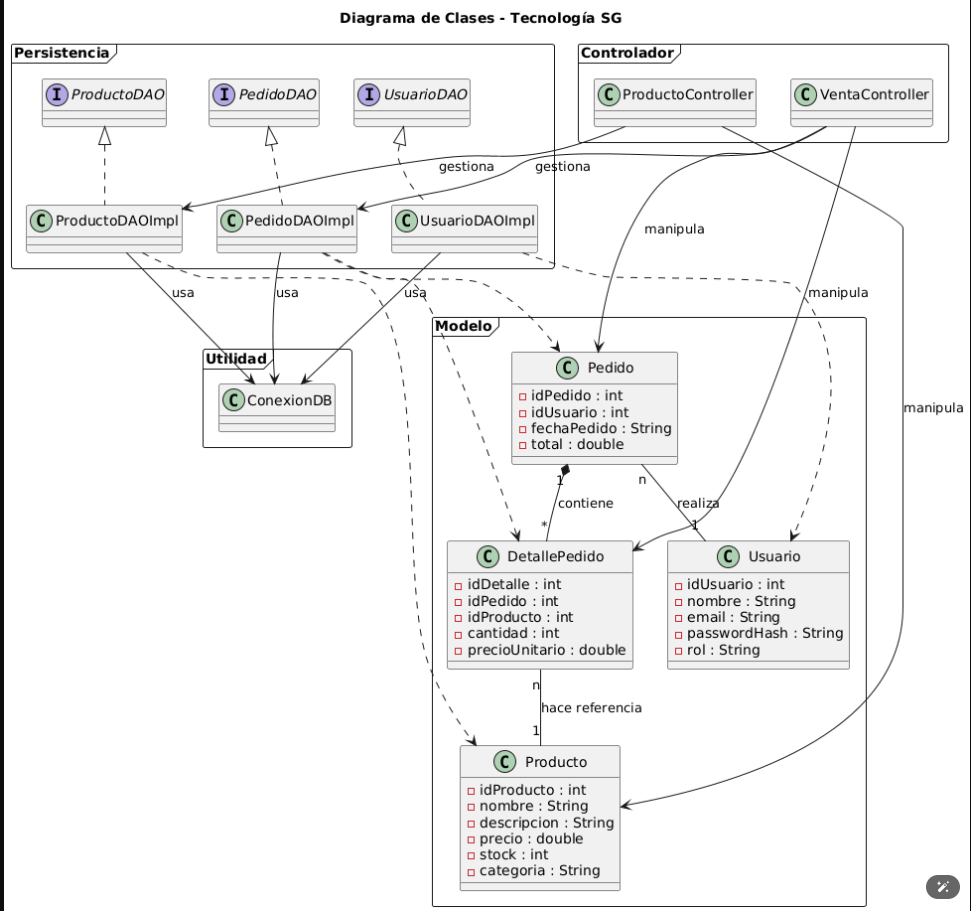 Diagrama de Clases - Tecnología SG
Persistencia
Controlador
I ProductoDAO
I PedidoDAO
I UsuarioDAO
C ProductoController
C VentaController
gestiona
gestiona
C ProductoDAOImpl
C PedidoDAOImpl
C UsuarioDAOImpl
manipula
usa
usa
usa
manipula
Modelo
Utilidad
C ConexionDB
C Pedido
idPedido : int
idUsuario : int
fechaPedido : String
total : double
manipula
1
n
contiene
realiza
*
1
C DetallePedido
idDetalle : int
idPedido : int
idProducto : int
cantidad : int
precioUnitario : double
C Usuario
idUsuario : int
nombre : String
email : String
passwordHash : String
rol : String
n
hace referencia
1
C Producto
idProducto : int
nombre : String
descripcion : String
precio : double
stock : int
categoria : String